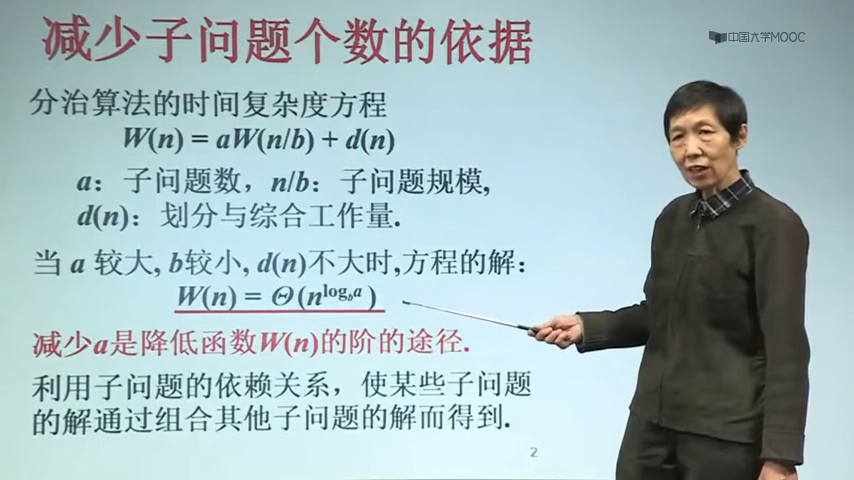 减少子问题个数的依据
中国大学MOOC
分治算法的时间复杂度方程
W(n) = aW(n/b) + d(n)
a：子问题数，n/b：子问题规模,
d(n)：划分与综合工作量.
当 a 较大, b较小, d(n)不大时,方程的解：
W(n) = Θ(n^{log_b a})
减少a是降低函数W(n)的阶的途径.
利用子问题的依赖关系，使某些子问题
的解通过组合其他子问题的解而得到.
2